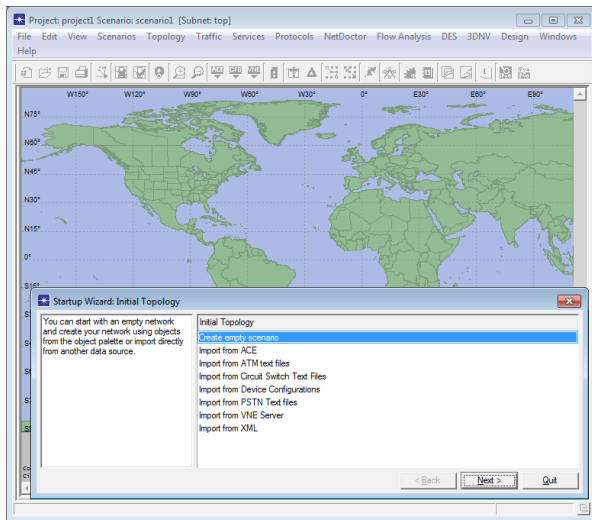 Project: project1 Scenario: scenario1 [Subnet: top]
File Edit View Scenarios Topology Traffic Services Protocols NetDoctor Flow Analysis DES 3DNV Design Windows
Help
W150° W120° W90° W60° W30° 0° E30° E60° E90°
N75°
N60°
N45°
N30°
N15°
0°
S15°
Startup Wizard: Initial Topology
You can start with an empty network
and create your network using objects
from the object palette or import directly
from another data source.
Initial Topology
Create empty scenario
Import from ACE
Import from ATM text files
Import from Circuit Switch Text Files
Import from Device Configurations
Import from PSTN Text files
Import from VNE Server
Import from XML
< Back Next > Quit